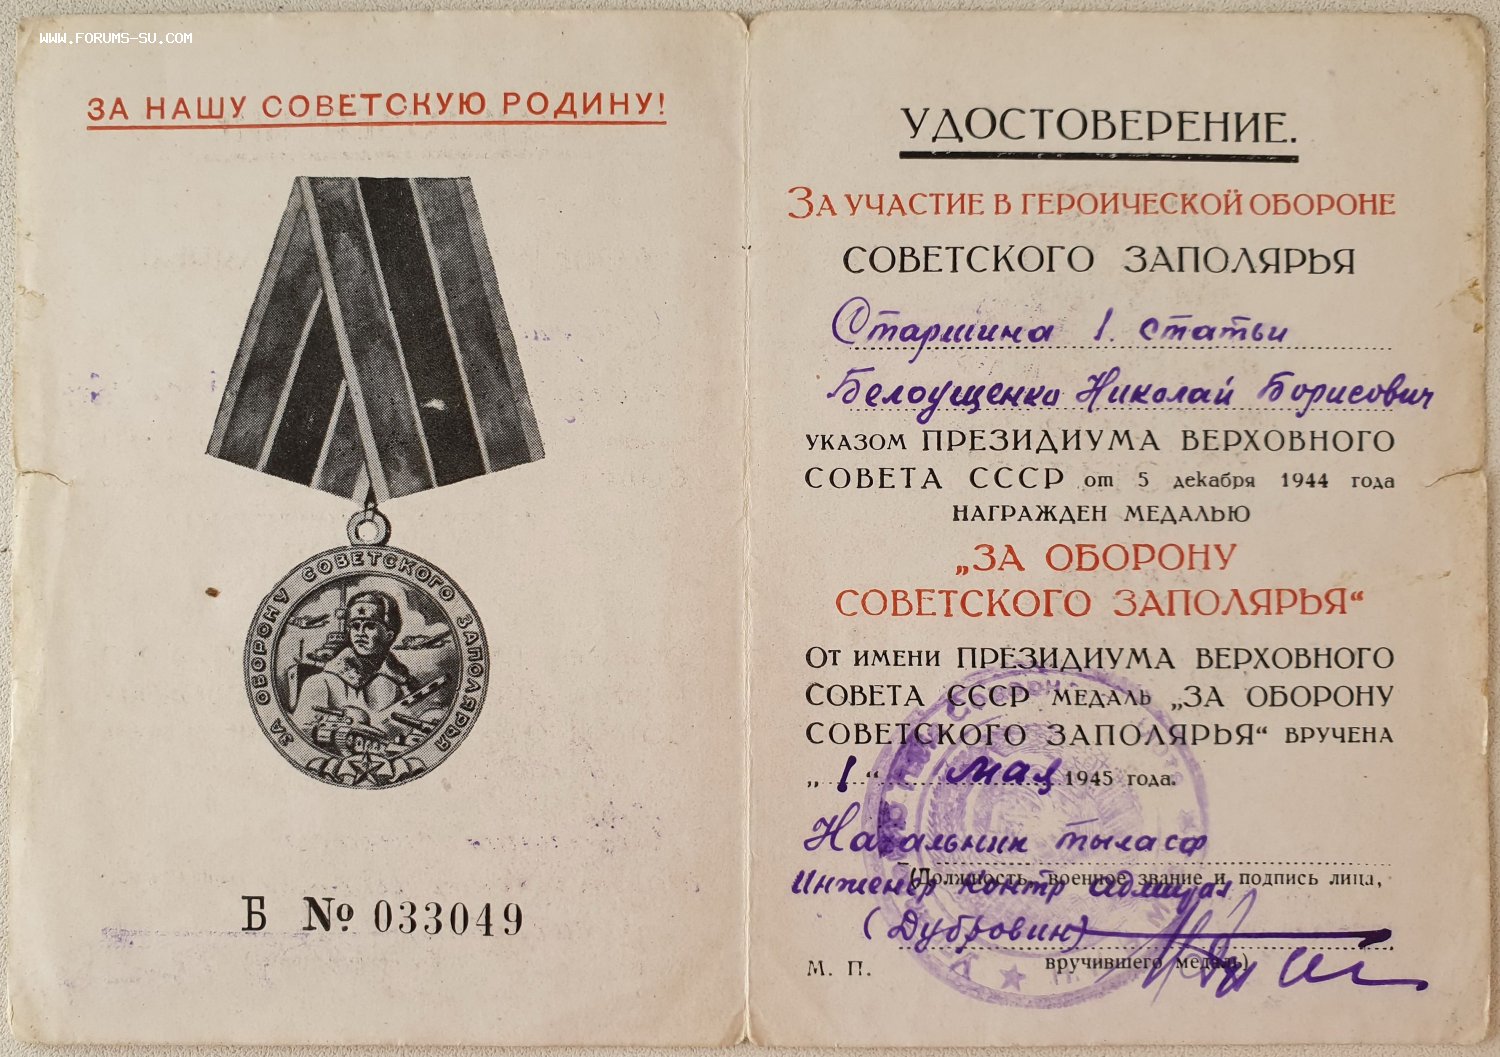 WWW.FORUMS-SU.COM
ЗА НАШУ СОВЕТСКУЮ РОДИНУ!
ЗА ОБОРОНУ СОВЕТСКОГО ЗАПОЛЯРЬЯ
Б № 033049
УДОСТОВЕРЕНИЕ.
ЗА УЧАСТИЕ В ГЕРОИЧЕСКОЙ ОБОРОНЕ
СОВЕТСКОГО ЗАПОЛЯРЬЯ
Старшина 1. статьи
Белоущенко Николай Борисович
УКАЗОМ ПРЕЗИДИУМА ВЕРХОВНОГО
СОВЕТА СССР от 5 декабря 1944 года
НАГРАЖДЕН МЕДАЛЬЮ
„ЗА ОБОРОНУ
СОВЕТСКОГО ЗАПОЛЯРЬЯ“
ОТ ИМЕНИ ПРЕЗИДИУМА ВЕРХОВНОГО
СОВЕТА СССР МЕДАЛЬ „ЗА ОБОРОНУ
СОВЕТСКОГО ЗАПОЛЯРЬЯ“ ВРУЧЕНА
„1“ мая 1945 года.
Начальник тыла сф
(Должность, военное звание и подпись лица,
Инженер контр адмирал
(Дубровин)
вручившего медаль)
М. П.